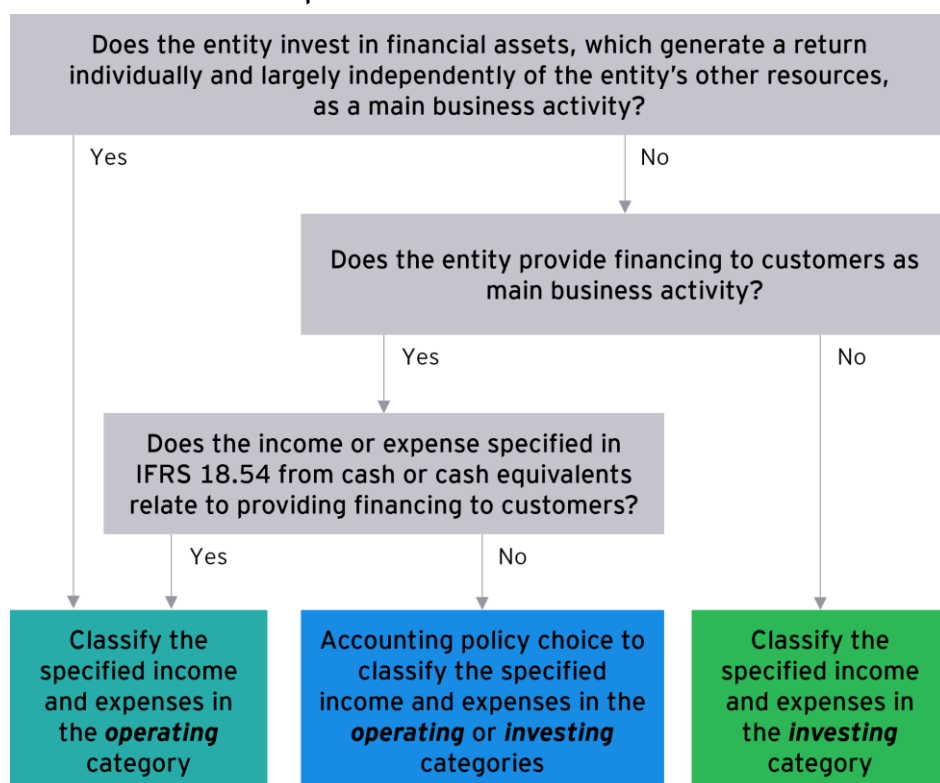 Does the entity invest in financial assets, which generate a return
individually and largely independently of the entity's other resources,
as a main business activity?
Yes
No
Does the entity provide financing to customers as
main business activity?
Yes
No
Does the income or expense specified in
IFRS 18.54 from cash or cash equivalents
relate to providing financing to customers?
Yes
No
Classify the
specified income
and expenses in
the operating
category
Accounting policy choice to
classify the specified
income and expenses in the
operating or investing
categories
Classify the
specified income
and expenses in
the investing
category